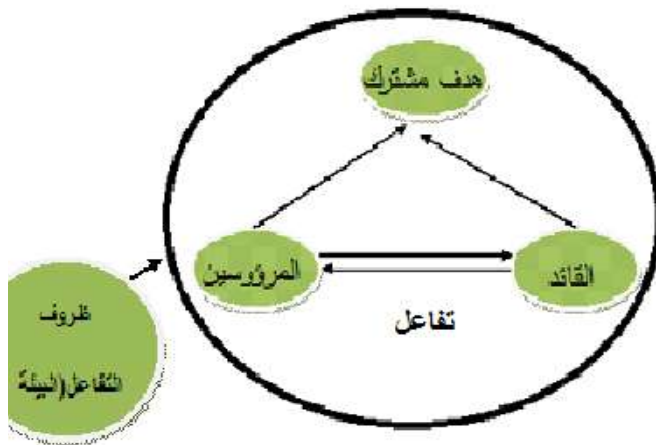 هدف مشترك
القائد
المرؤوسين
تفاعل
ظروف
التفاعل(البيئة